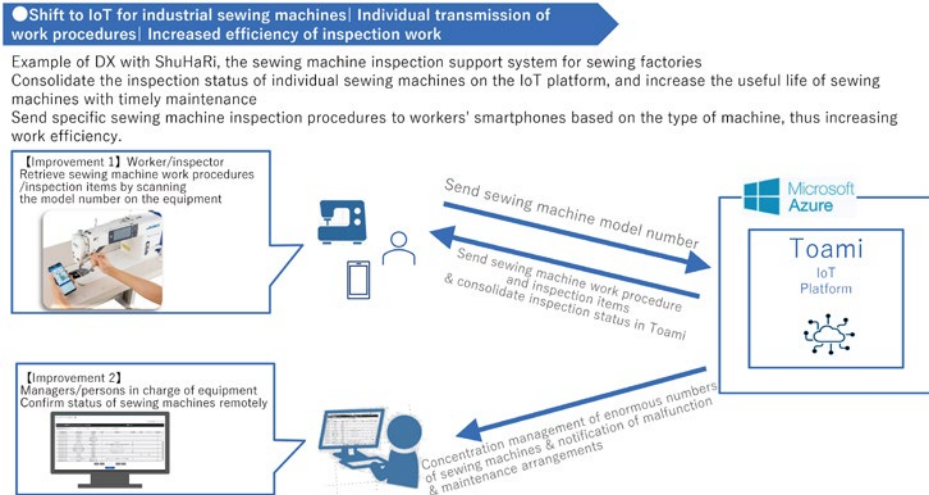 ●Shift to IoT for industrial sewing machines| Individual transmission of
work procedures| Increased efficiency of inspection work
Example of DX with ShuHaRi, the sewing machine inspection support system for sewing factories
Consolidate the inspection status of individual sewing machines on the IoT platform, and increase the useful life of sewing
machines with timely maintenance
Send specific sewing machine inspection procedures to workers' smartphones based on the type of machine, thus increasing
work efficiency.
【Improvement 1】 Worker/inspector
Retrieve sewing machine work procedures
/inspection items by scanning
the model number on the equipment
Send sewing machine model number
Send sewing machine work procedure
and inspection items
& consolidate inspection status in Toami
Microsoft
Azure
Toami
IoT
Platform
【Improvement 2】
Managers/persons in charge of equipment
Confirm status of sewing machines remotely
Concentration management of enormous numbers
of sewing machines & notification of malfunction
& maintenance arrangements